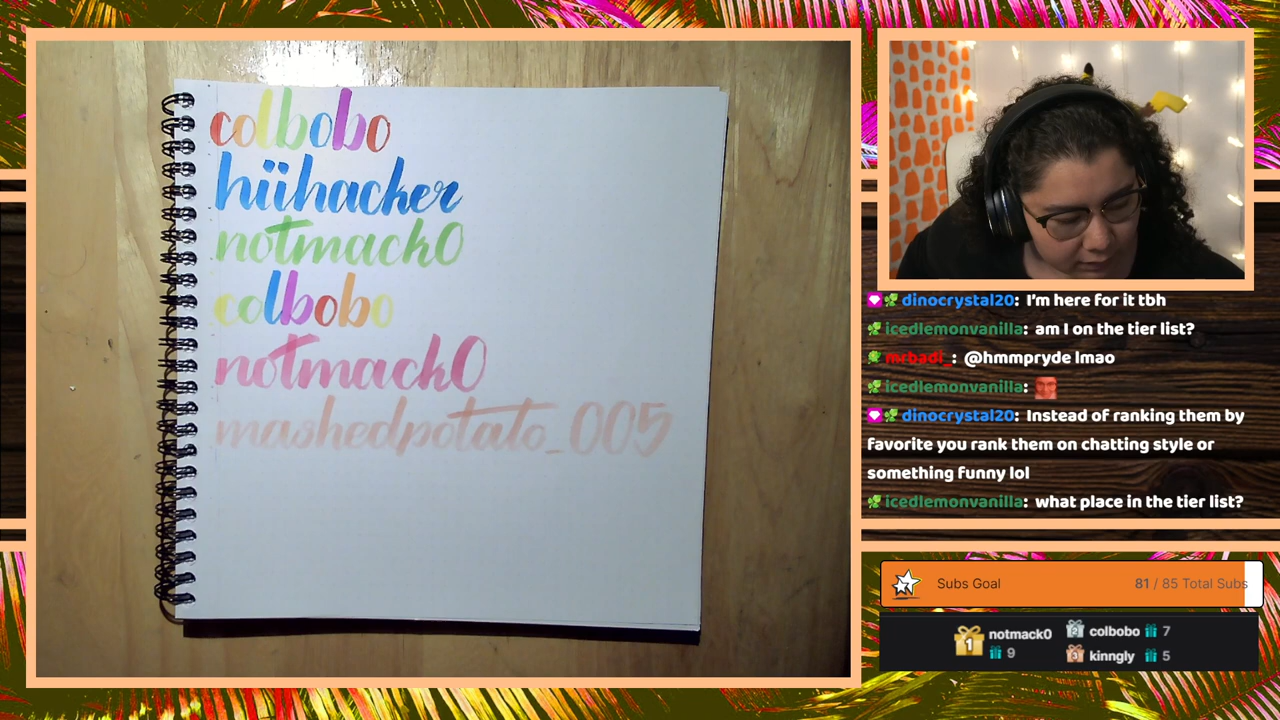 colbobo
hiihacker
notmack0
colbobo
notmack0
mashedpotato_005
dinocrystal20: I'm here for it tbh
icedlemonvanilla: am I on the tier list?
mrbadi_: @hmmpryde lmao
icedlemonvanilla:
dinocrystal20: Instead of ranking them by
favorite you rank them on chatting style or
something funny lol
icedlemonvanilla: what place in the tier list?
Subs Goal 81 / 85 Total Subs
1 notmack0 9
2 colbobo 7
3 kinngly 5